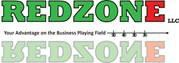 REDZONE LLC
Your Advantage on the Business Playing Field